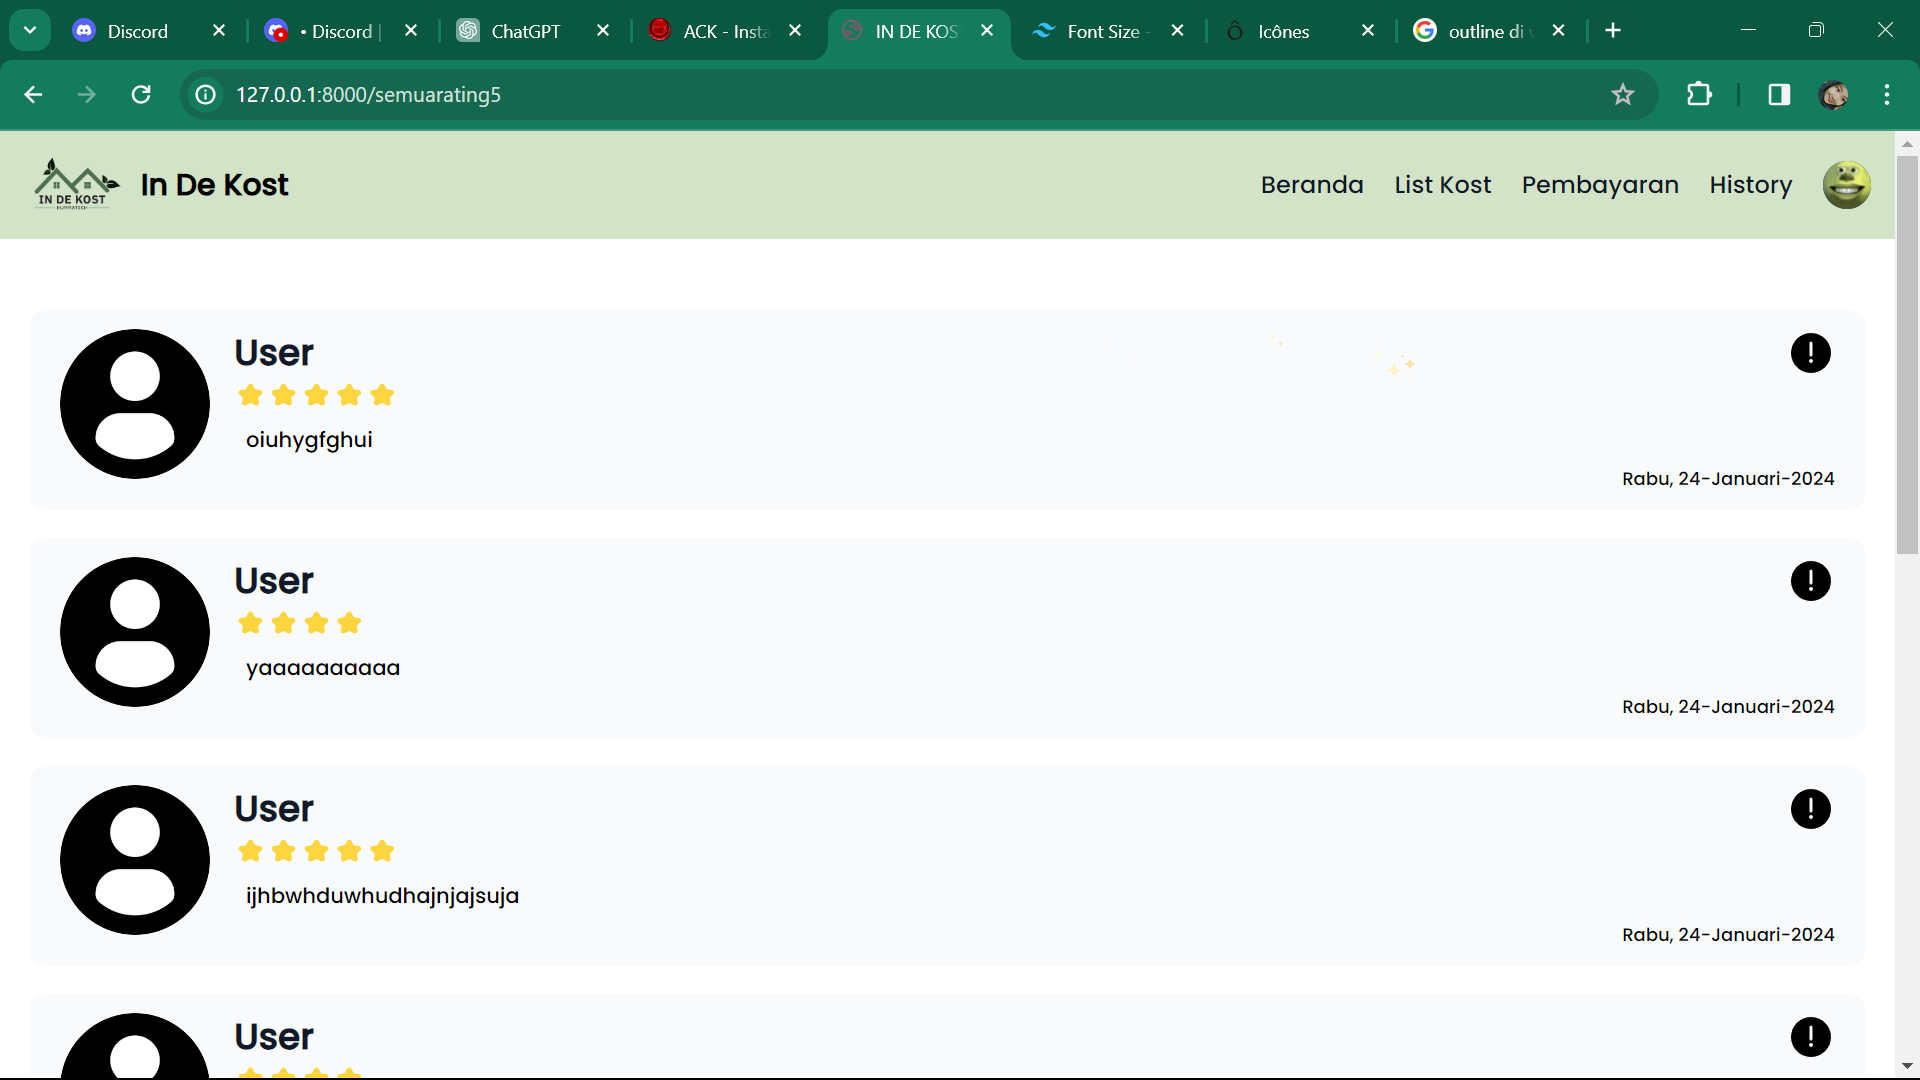 Discord
• Discord |
ChatGPT
ACK - Insta
IN DE KOS
Font Size -
Icônes
outline di
127.0.0.1:8000/semuarating5
IN DE KOST
In De Kost
Beranda
List Kost
Pembayaran
History
User
oiuhygfghui
Rabu, 24-Januari-2024
User
yaaaaaaaaaa
Rabu, 24-Januari-2024
User
ijhbwhduwhudhajnjajsuja
Rabu, 24-Januari-2024
User